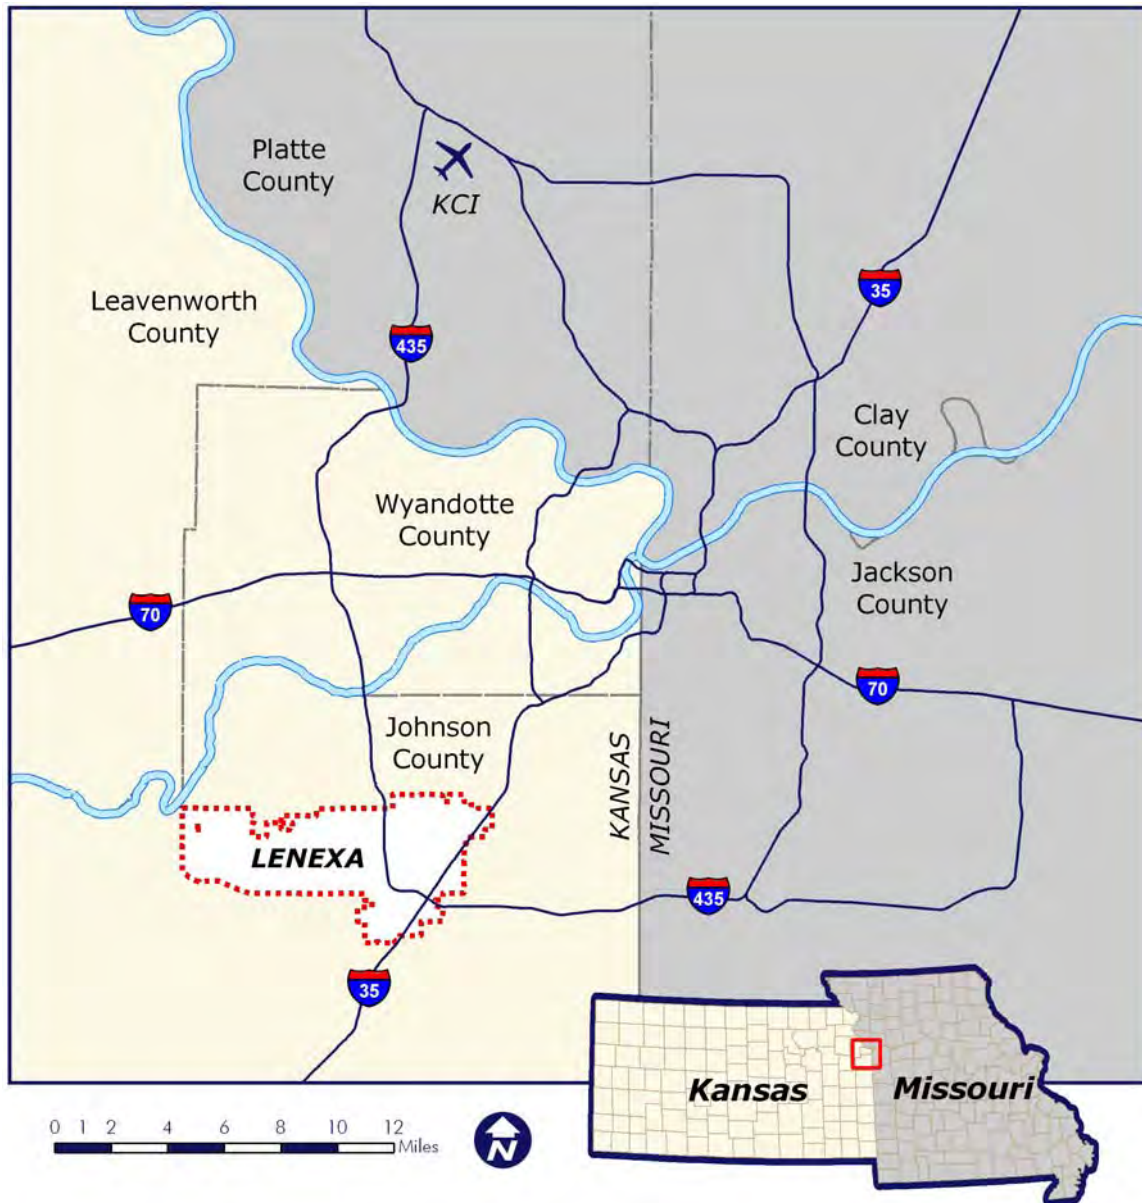 Platte
County
KCI
Leavenworth
County
35
435
Clay
County
Wyandotte
County
Jackson
County
70
70
Johnson
County
KANSAS
MISSOURI
LENEXA
435
35
Kansas
Missouri
0 1 2 4 6 8 10 12
Miles
N